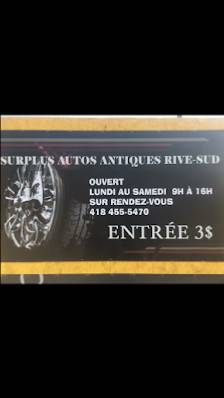 SURPLUS AUTOS ANTIQUES RIVE-SUD
OUVERT
LUNDI AU SAMEDI 9H À 16H
SUR RENDEZ-VOUS
418 455-5470
ENTRÉE 3$